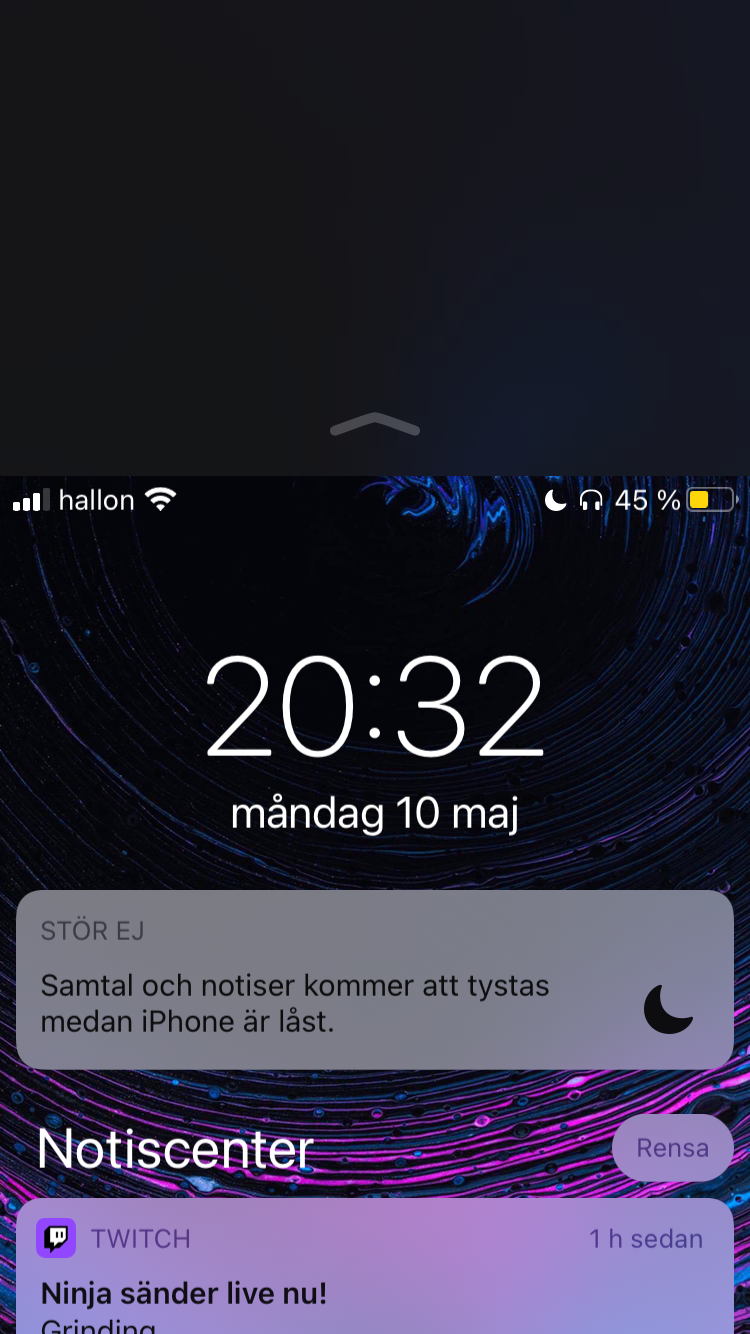 hallon 45 %
20:32
måndag 10 maj
STÖR EJ
Samtal och notiser kommer att tystas
medan iPhone är låst.
Notiscenter
Rensa
TWITCH 1 h sedan
Ninja sänder live nu!
Grinding